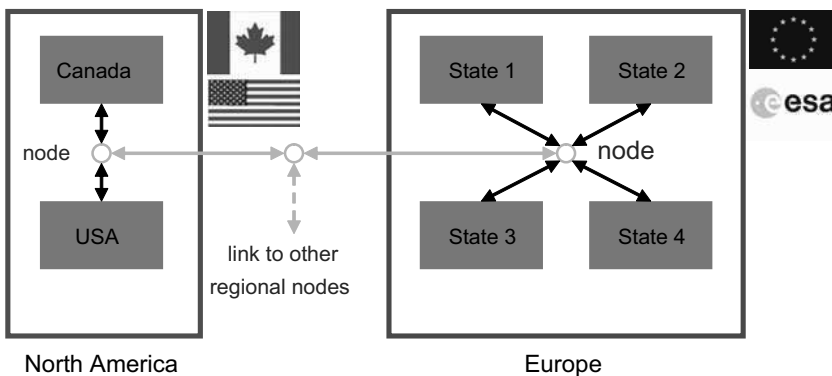 Canada
node
USA
link to other
regional nodes
State 1
State 2
node
State 3
State 4
esa
North America
Europe